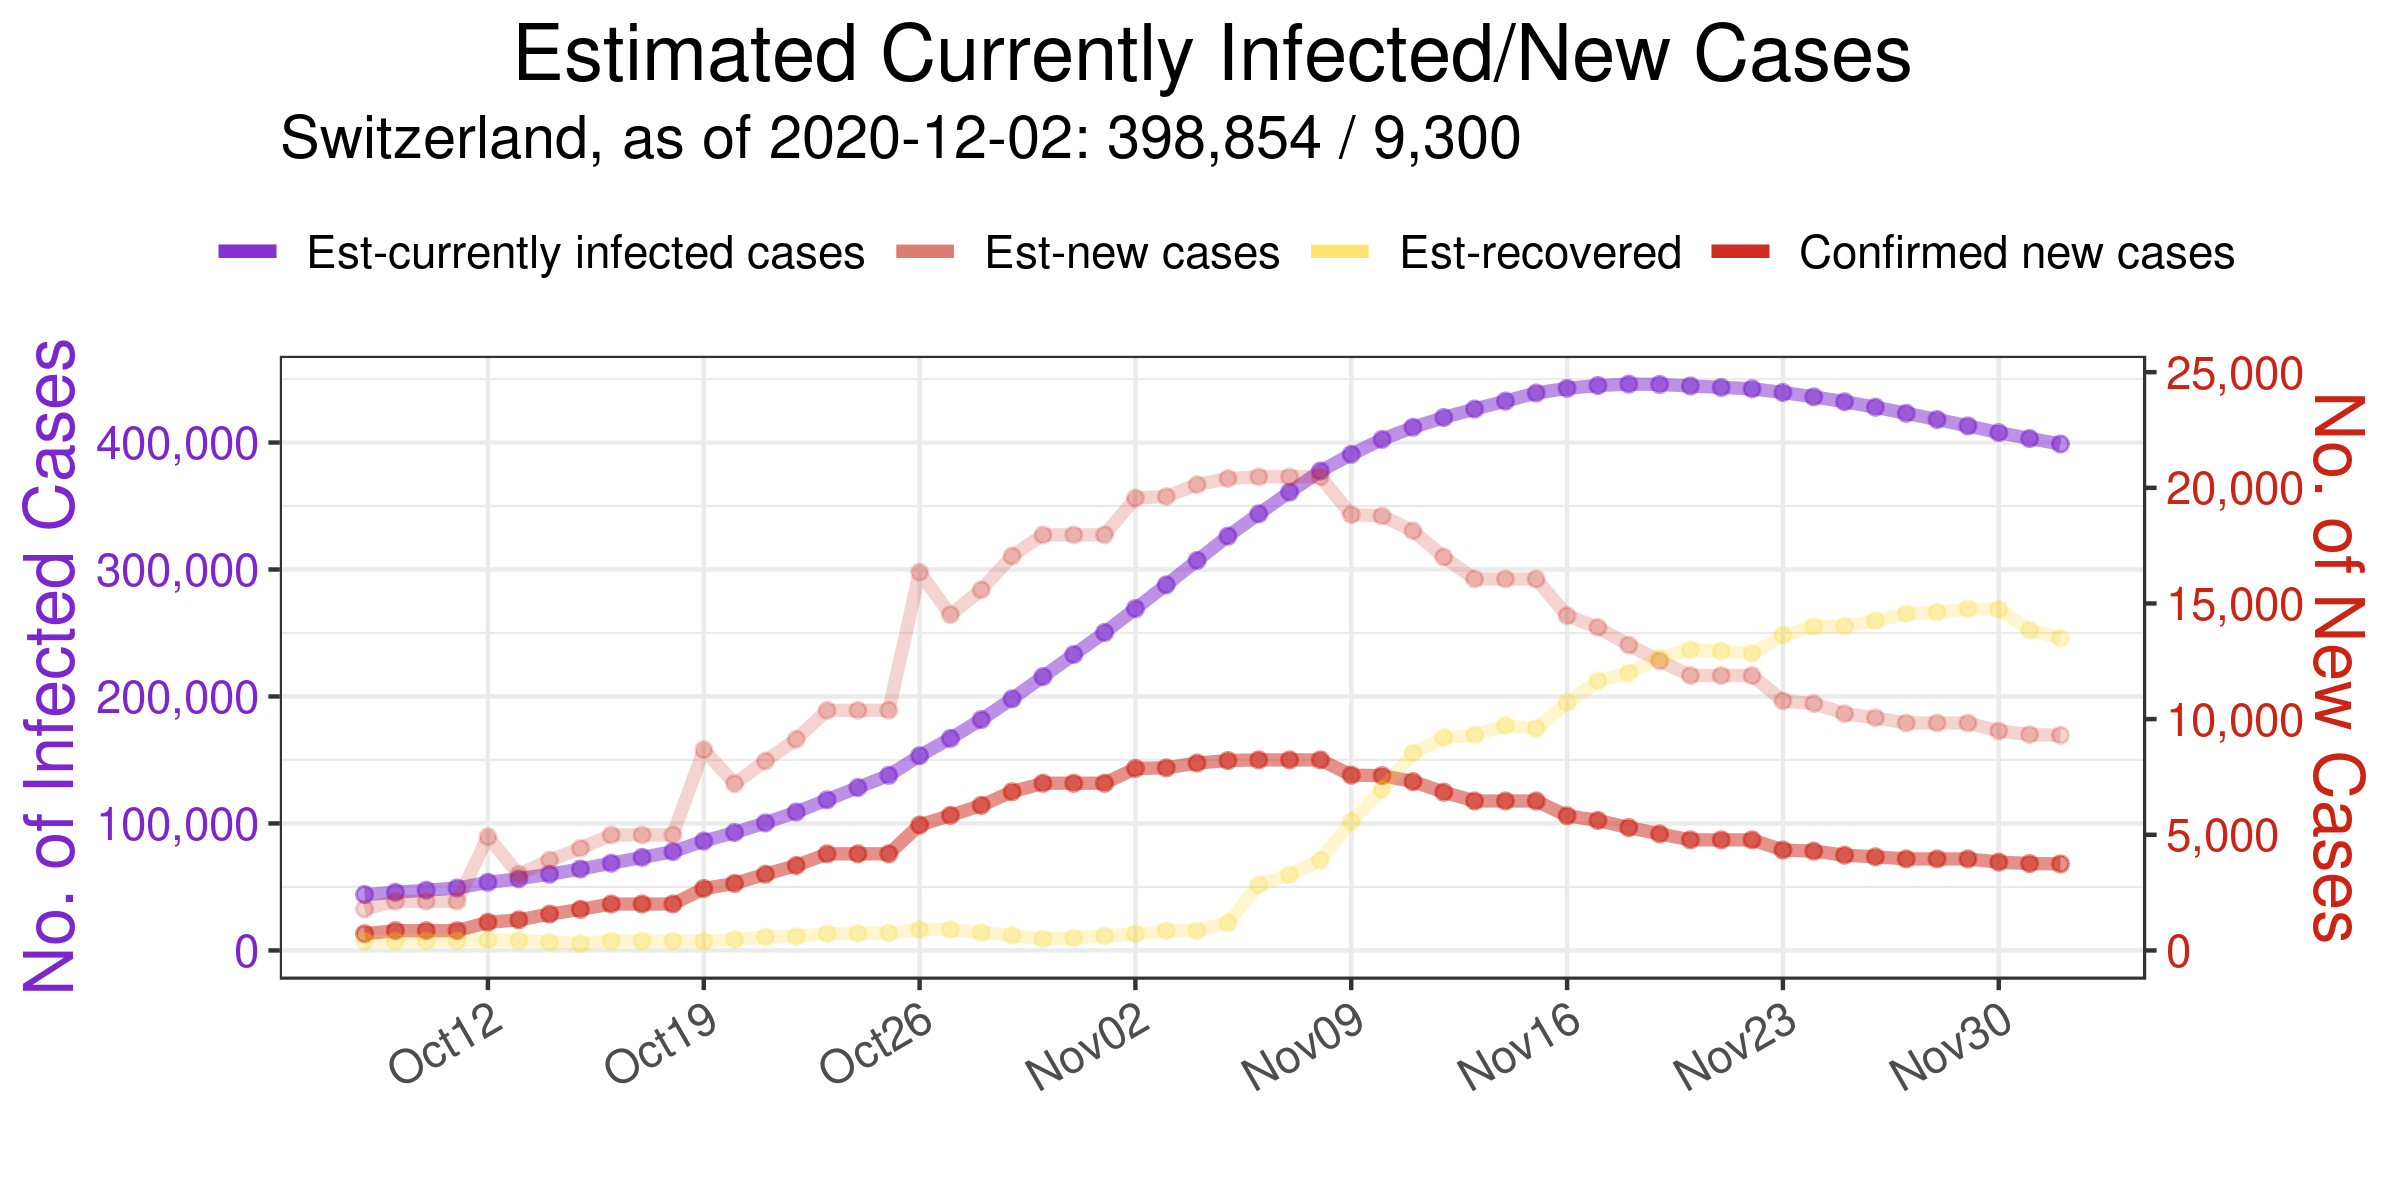 Estimated Currently Infected/New Cases
Switzerland, as of 2020-12-02: 398,854 / 9,300
Est-currently infected cases Est-new cases Est-recovered Confirmed new cases
No. of Infected Cases
400,000
300,000
200,000
100,000
0
25,000
20,000
15,000
10,000
5,000
0
No. of New Cases
Oct12 Oct19 Oct26 Nov02 Nov09 Nov16 Nov23 Nov30